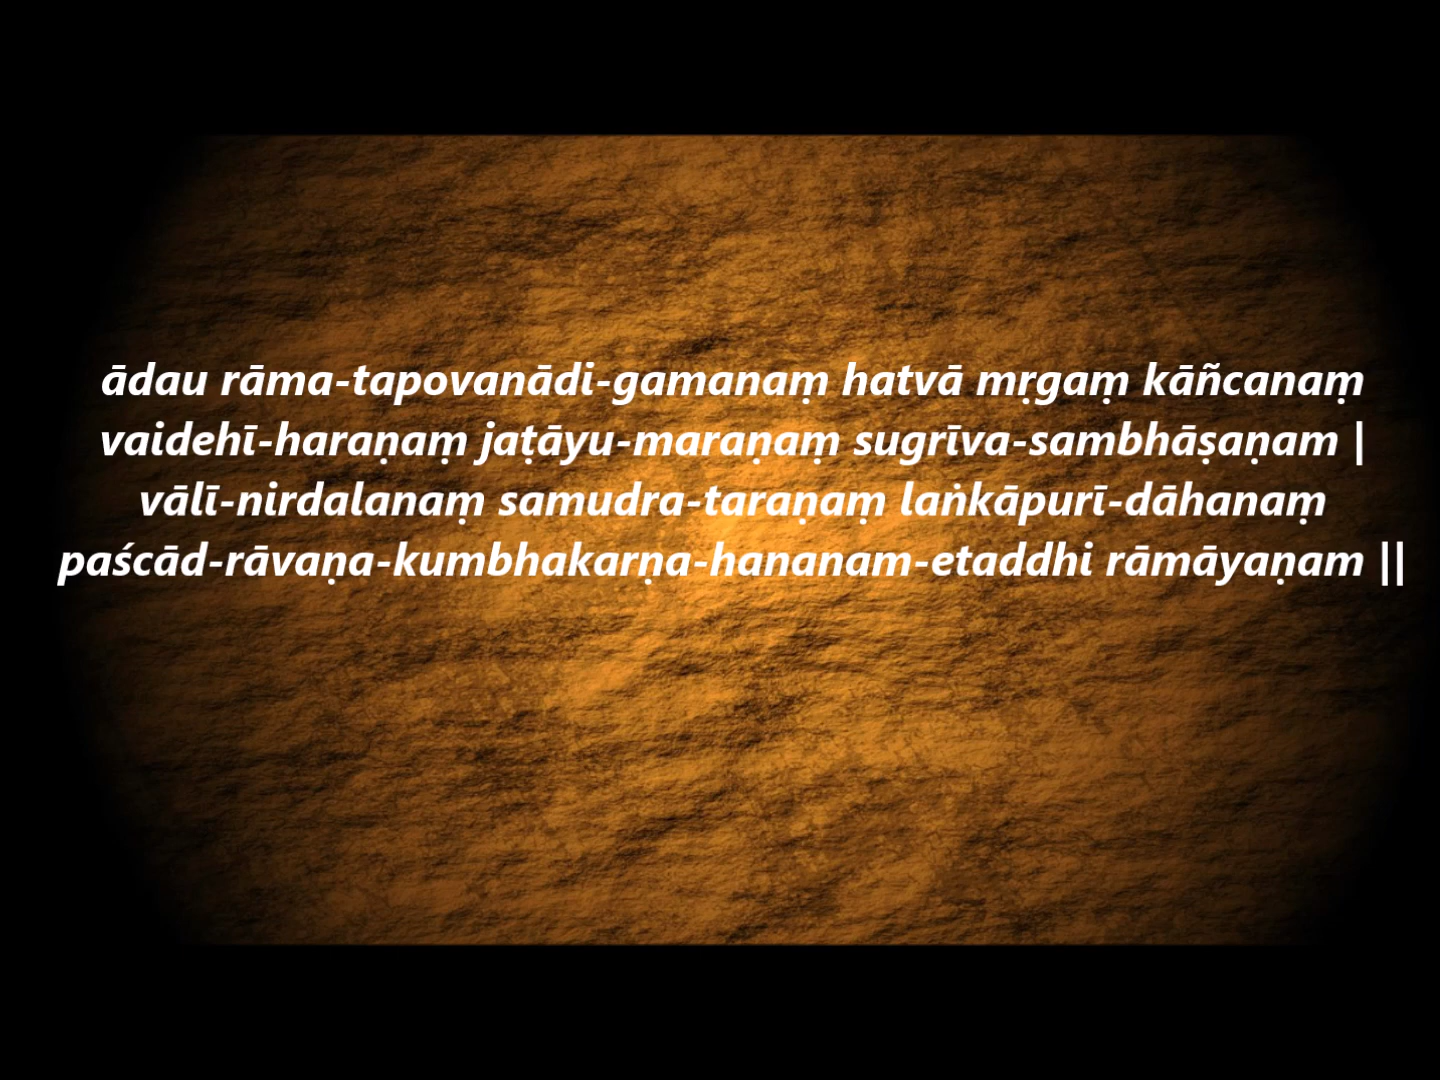 ādau rāma-tapovanādi-gamanaṃ hatvā mṛgaṃ kāñcanaṃ
vaidehī-haraṇaṃ jaṭāyu-maraṇaṃ sugrīva-sambhāṣaṇam |
vālī-nirdalanaṃ samudra-taraṇaṃ laṅkāpurī-dāhanaṃ
paścād-rāvaṇa-kumbhakarṇa-hananam-etaddhi rāmāyaṇam ||